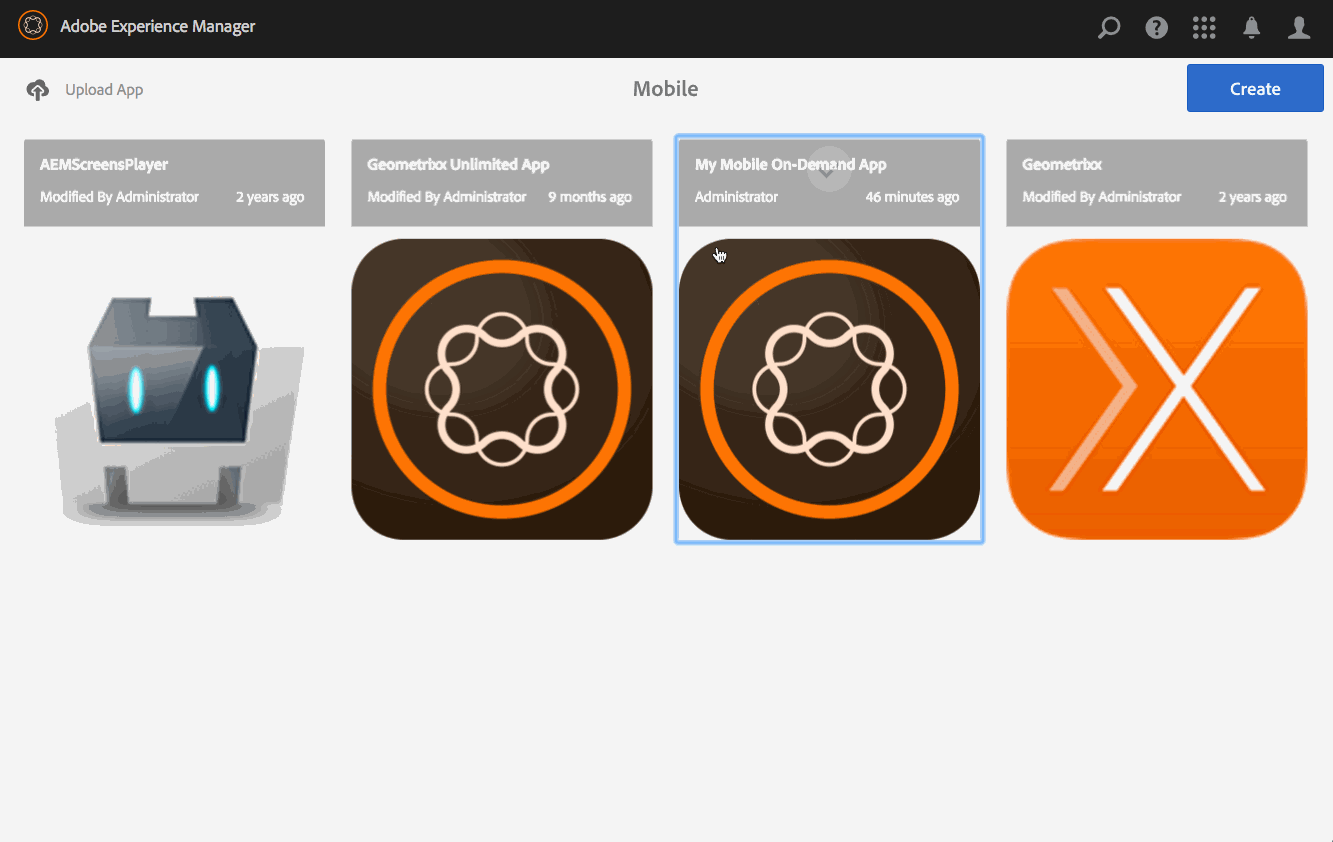 Adobe Experience Manager
Upload App
Mobile
Create
AEMScreensPlayer
Modified By Administrator 2 years ago
Geometrixx Unlimited App
Modified By Administrator 9 months ago
My Mobile On-Demand App
Administrator 46 minutes ago
Geometrixx
Modified By Administrator 2 years ago